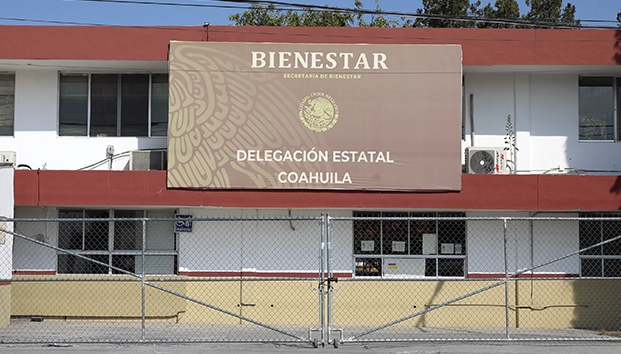 BIENESTAR
SECRETARÍA DE BIENESTAR
DELEGACIÓN ESTATAL
COAHUILA